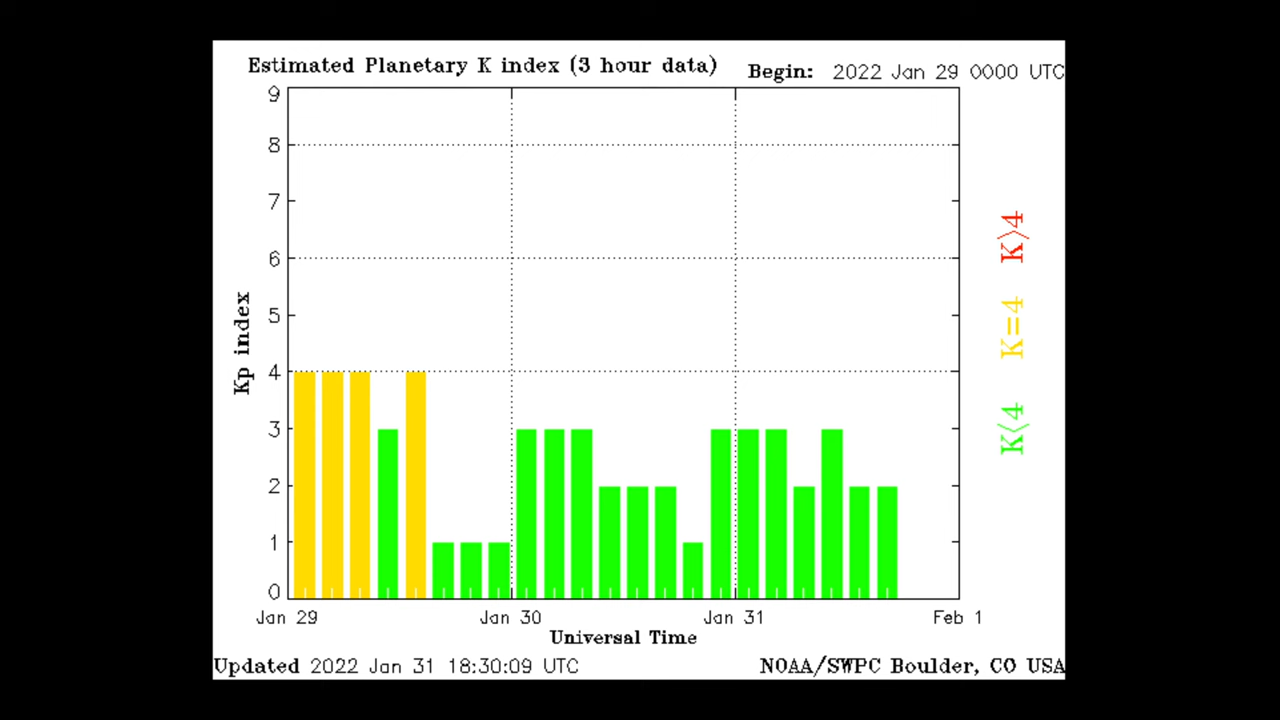 Estimated Planetary K index (3 hour data) Begin: 2022 Jan 29 0000 UTC
9
8
7
6
5
4
3
2
1
0
Kp index
K>4
K=4
K<4
Jan 29 Jan 30 Jan 31 Feb 1
Universal Time
Updated 2022 Jan 31 18:30:09 UTC NOAA/SWPC Boulder, CO USA